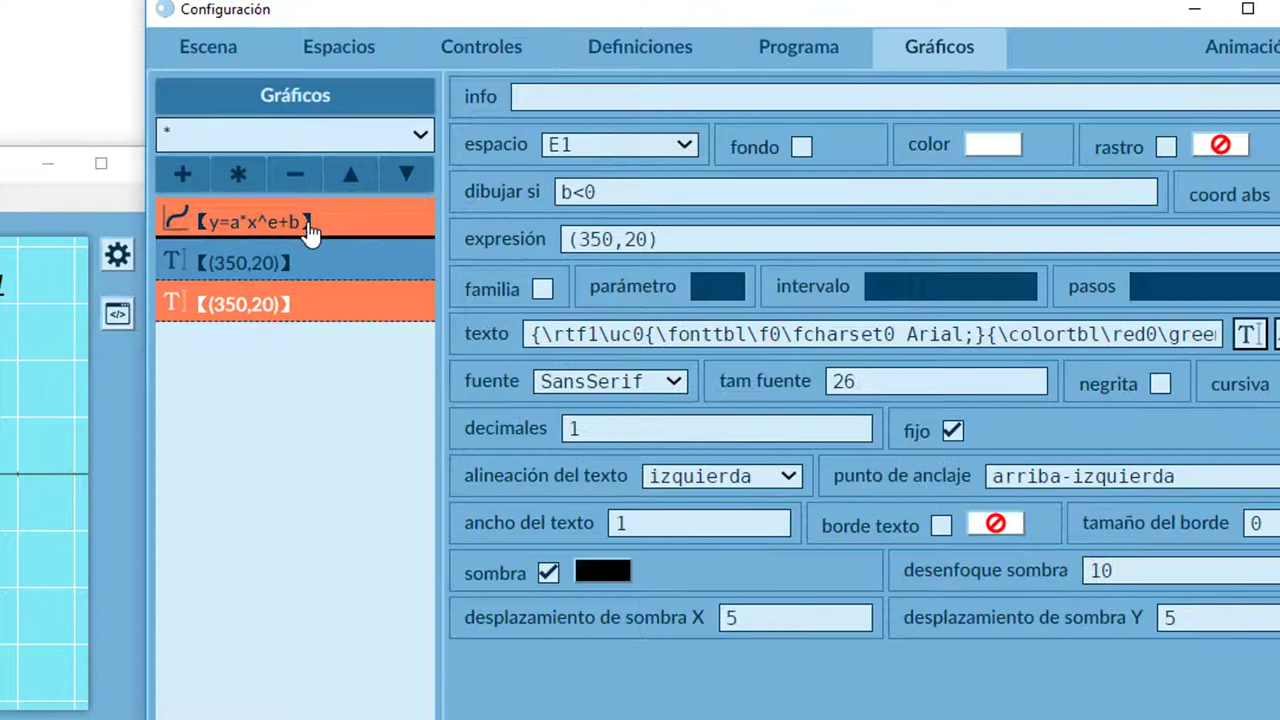 Configuración
Escena Espacios Controles Definiciones Programa Gráficos Animació
Gráficos
*
【y=a*x^e+b】
T 【(350,20)】
T 【(350,20)】
info
espacio E1 fondo color rastro
dibujar si b<0 coord abs
expresión (350,20)
familia parámetro intervalo pasos
texto {\rtf1\uc0{\fonttbl\f0\fcharset0 Arial;}{\colortbl\red0\green T
fuente SansSerif tam fuente 26 negrita cursiva
decimales 1 fijo
alineación del texto izquierda punto de anclaje arriba-izquierda
ancho del texto 1 borde texto tamaño del borde 0
sombra desenfoque sombra 10
desplazamiento de sombra X 5 desplazamiento de sombra Y 5